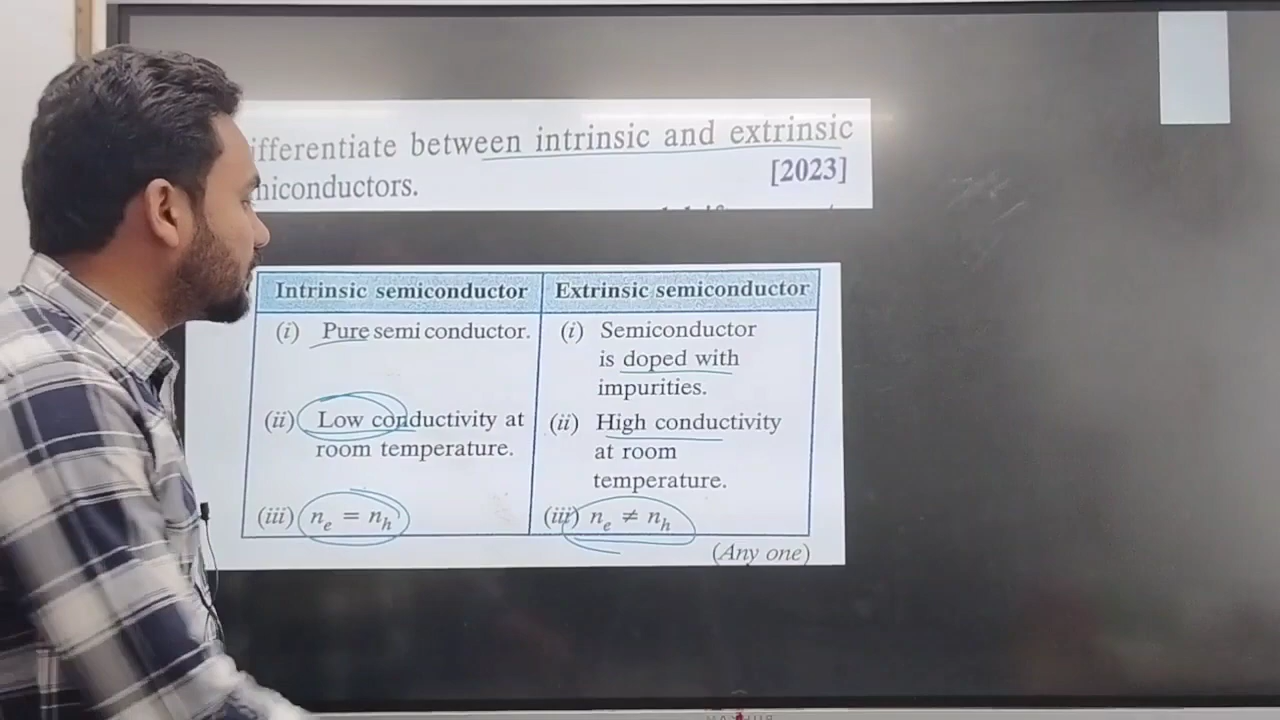 ifferentiate between intrinsic and extrinsic
niconductors. [2023]
Intrinsic semiconductor Extrinsic semiconductor
(i) Pure semi conductor. (i) Semiconductor
is doped with
impurities.
(ii) Low conductivity at (ii) High conductivity
room temperature. at room
temperature.
(iii) nₑ = nₕ (iii) nₑ ≠ nₕ
(Any one)